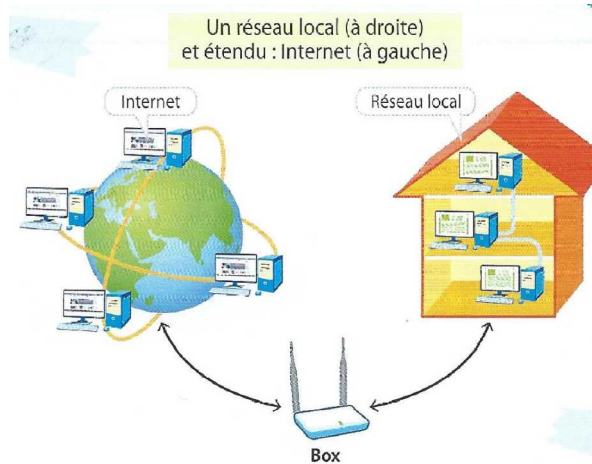 Un réseau local (à droite)
et étendu : Internet (à gauche)
Internet
Réseau local
Box